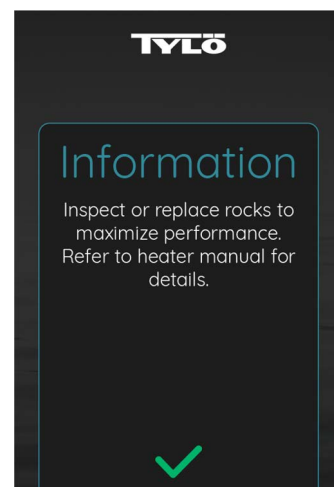 TYLÖ
Information
Inspect or replace rocks to
maximize performance.
Refer to heater manual for
details.